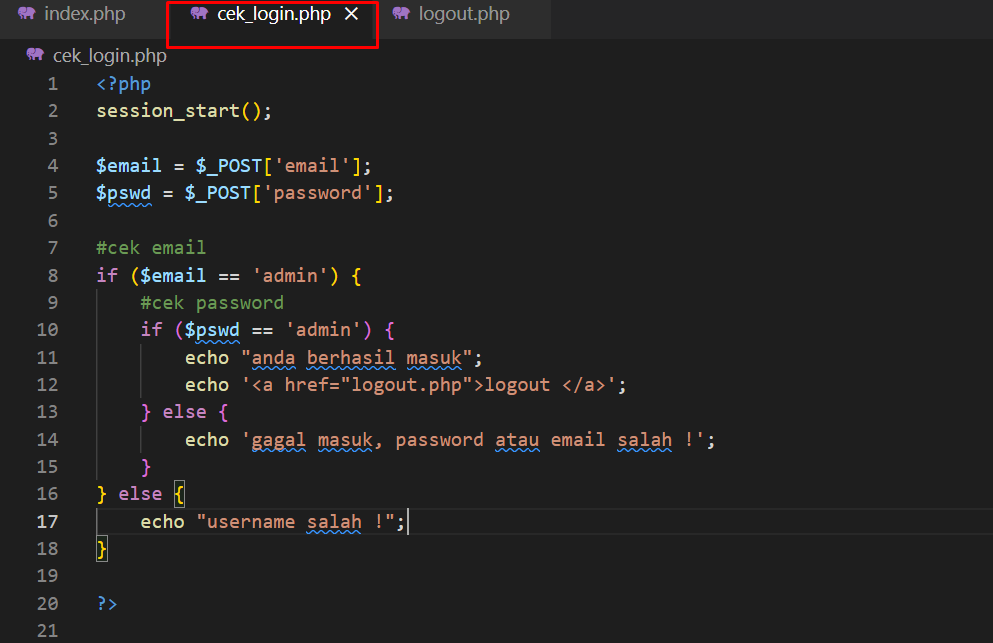 index.php cek_login.php × logout.php
cek_login.php
1 <?php
2 session_start();
3
4 $email = $_POST['email'];
5 $pswd = $_POST['password'];
6
7 #cek email
8 if ($email == 'admin') {
9     #cek password
10     if ($pswd == 'admin') {
11         echo "anda berhasil masuk";
12         echo '<a href="logout.php">logout </a>';
13     } else {
14         echo 'gagal masuk, password atau email salah !';
15     }
16 } else {
17     echo "username salah !";
18 }
19
20 ?>
21